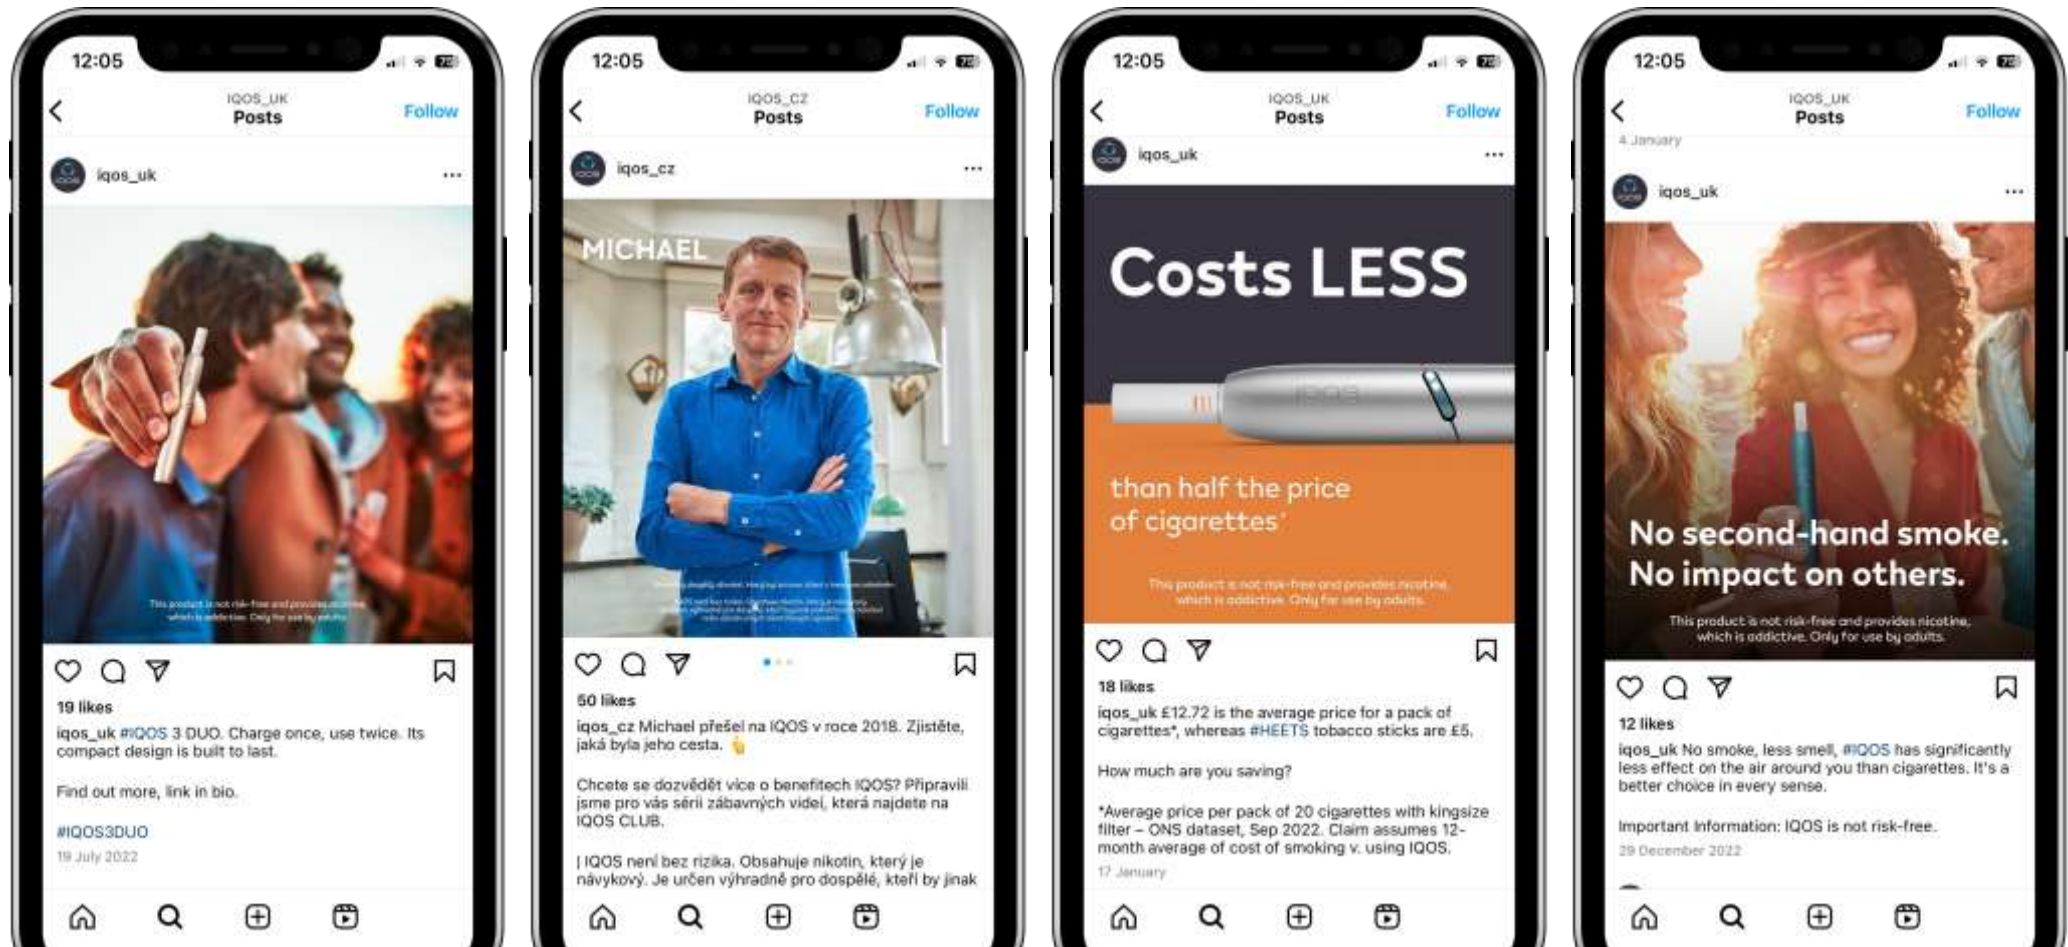 12:05
IQOS_UK
Posts
Follow
iqos_uk
This product is not risk-free and provides nicotine,
which is addictive. Only for use by adults.
19 likes
iqos_uk #IQOS 3 DUO. Charge once, use twice. Its
compact design is built to last.
Find out more, link in bio.
#IQOS3DUO
19 July 2022
12:05
IQOS_CZ
Posts
Follow
iqos_cz
MICHAEL
50 likes
iqos_cz Michael přešel na IQOS v roce 2018. Zjistěte,
jaká byla jeho cesta. 👆
Chcete se dozvědět více o benefitech IQOS? Připravili
jsme pro vás sérii zábavných videí, která najdete na
IQOS CLUB.
| IQOS není bez rizika. Obsahuje nikotin, který je
návykový. Je určen výhradně pro dospělé, kteří by jinak
12:05
IQOS_UK
Posts
Follow
iqos_uk
Costs LESS
IQOS
than half the price
of cigarettes*
This product is not risk-free and provides nicotine,
which is addictive. Only for use by adults.
18 likes
iqos_uk £12.72 is the average price for a pack of
cigarettes*, whereas #HEETS tobacco sticks are £5.
How much are you saving?
*Average price per pack of 20 cigarettes with kingsize
filter – ONS dataset, Sep 2022. Claim assumes 12-
month average of cost of smoking v. using IQOS.
17 January
12:05
IQOS_UK
Posts
Follow
4 January
iqos_uk
No second-hand smoke.
No impact on others.
This product is not risk-free and provides nicotine,
which is addictive. Only for use by adults.
12 likes
iqos_uk No smoke, less smell, #IQOS has significantly
less effect on the air around you than cigarettes. It's a
better choice in every sense.
Important Information: IQOS is not risk-free.
29 December 2022